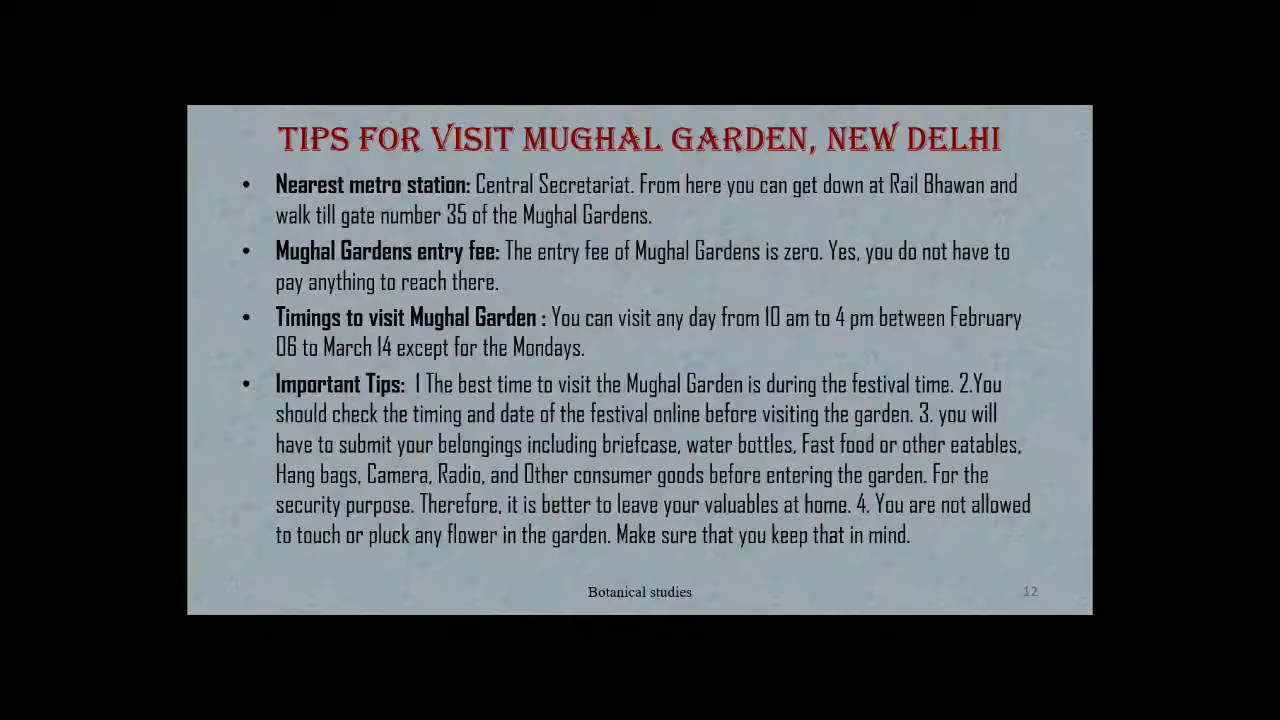 TIPS FOR VISIT MUGHAL GARDEN, NEW DELHI
• Nearest metro station: Central Secretariat. From here you can get down at Rail Bhawan and
walk till gate number 35 of the Mughal Gardens.
• Mughal Gardens entry fee: The entry fee of Mughal Gardens is zero. Yes, you do not have to
pay anything to reach there.
• Timings to visit Mughal Garden : You can visit any day from 10 am to 4 pm between February
06 to March 14 except for the Mondays.
• Important Tips: 1 The best time to visit the Mughal Garden is during the festival time. 2.You
should check the timing and date of the festival online before visiting the garden. 3. you will
have to submit your belongings including briefcase, water bottles, Fast food or other eatables,
Hang bags, Camera, Radio, and Other consumer goods before entering the garden. For the
security purpose. Therefore, it is better to leave your valuables at home. 4. You are not allowed
to touch or pluck any flower in the garden. Make sure that you keep that in mind.
Botanical studies
12